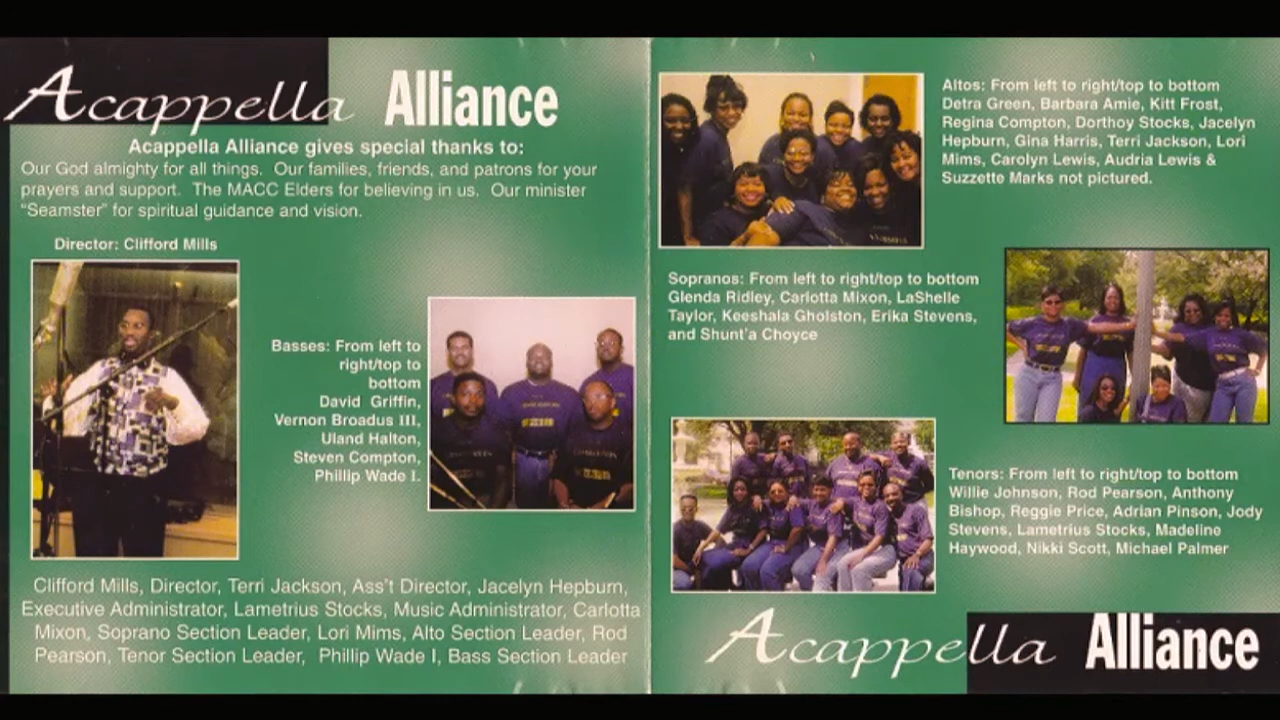 Acappella Alliance
Acappella Alliance gives special thanks to:
Our God almighty for all things. Our families, friends, and patrons for your
prayers and support. The MACC Elders for believing in us. Our minister
"Seamster" for spiritual guidance and vision.
Director: Clifford Mills
Basses: From left to
right/top to
bottom
David Griffin,
Vernon Broadus III,
Uland Halton,
Steven Compton,
Phillip Wade I.
Clifford Mills, Director, Terri Jackson, Ass't Director, Jacelyn Hepburn,
Executive Administrator, Lametrius Stocks, Music Administrator, Carlotta
Mixon, Soprano Section Leader, Lori Mims, Alto Section Leader, Rod
Pearson, Tenor Section Leader, Phillip Wade I, Bass Section Leader
Altos: From left to right/top to bottom
Detra Green, Barbara Amie, Kitt Frost,
Regina Compton, Dorthoy Stocks, Jacelyn
Hepburn, Gina Harris, Terri Jackson, Lori
Mims, Carolyn Lewis, Audria Lewis &
Suzzette Marks not pictured.
Sopranos: From left to right/top to bottom
Glenda Ridley, Carlotta Mixon, LaShelle
Taylor, Keeshala Gholston, Erika Stevens,
and Shunt'a Choyce
Tenors: From left to right/top to bottom
Willie Johnson, Rod Pearson, Anthony
Bishop, Reggie Price, Adrian Pinson, Jody
Stevens, Lametrius Stocks, Madeline
Haywood, Nikki Scott, Michael Palmer
Acappella Alliance